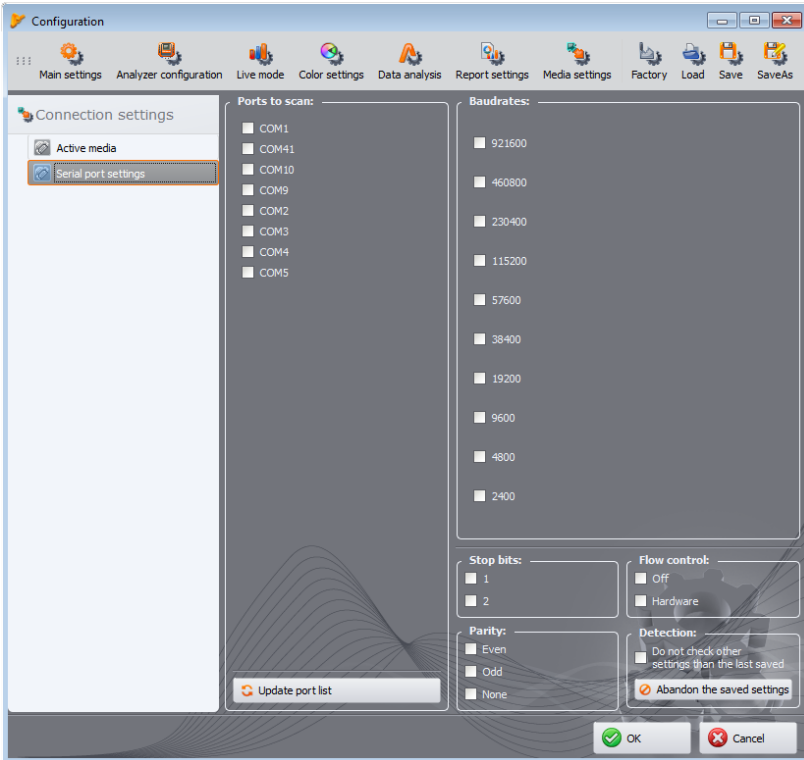 Configuration
Main settings
Analyzer configuration
Live mode
Color settings
Data analysis
Report settings
Media settings
Factory
Load
Save
SaveAs
Connection settings
Active media
Serial port settings
Ports to scan:
COM1
COM41
COM10
COM9
COM2
COM3
COM4
COM5
Update port list
Baudrates:
921600
460800
230400
115200
57600
38400
19200
9600
4800
2400
Stop bits:
1
2
Flow control:
Off
Hardware
Parity:
Even
Odd
None
Detection:
Do not check other
settings than the last saved
Abandon the saved settings
OK
Cancel